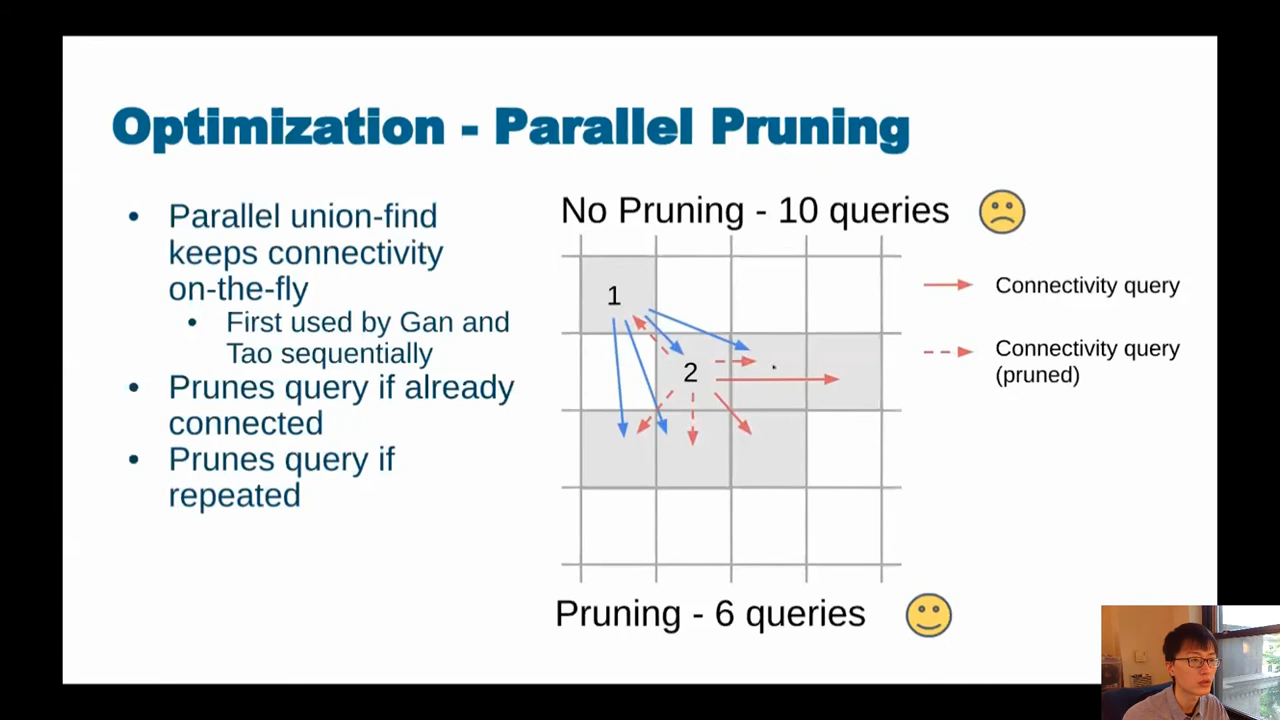 Optimization - Parallel Pruning
• Parallel union-find
keeps connectivity
on-the-fly
• First used by Gan and
Tao sequentially
• Prunes query if already
connected
• Prunes query if
repeated
No Pruning - 10 queries
1
2
Connectivity query
Connectivity query
(pruned)
Pruning - 6 queries